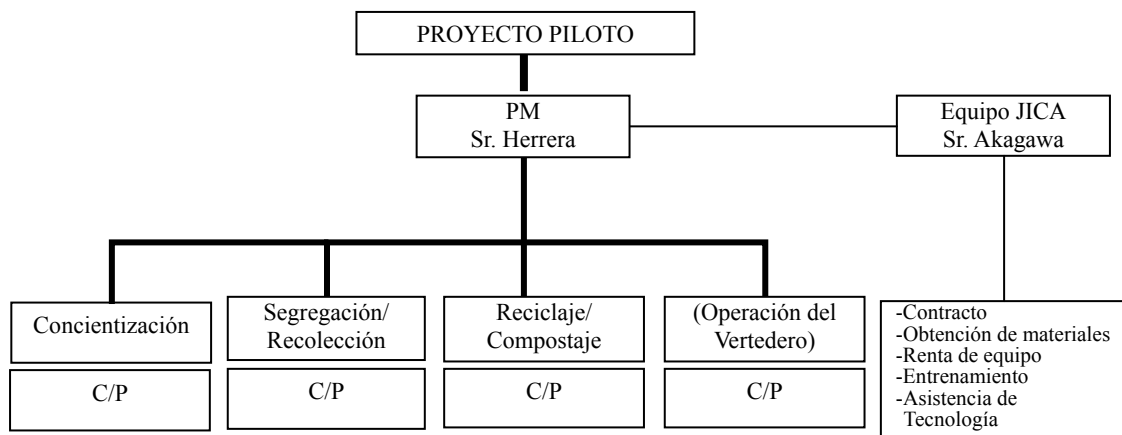 PROYECTO PILOTO
PM
Sr. Herrera
Equipo JICA
Sr. Akagawa
Concientización
C/P
Segregación/
Recolección
C/P
Reciclaje/
Compostaje
C/P
(Operación del
Vertedero)
C/P
-Contracto
-Obtención de materiales
-Renta de equipo
-Entrenamiento
-Asistencia de
Tecnología